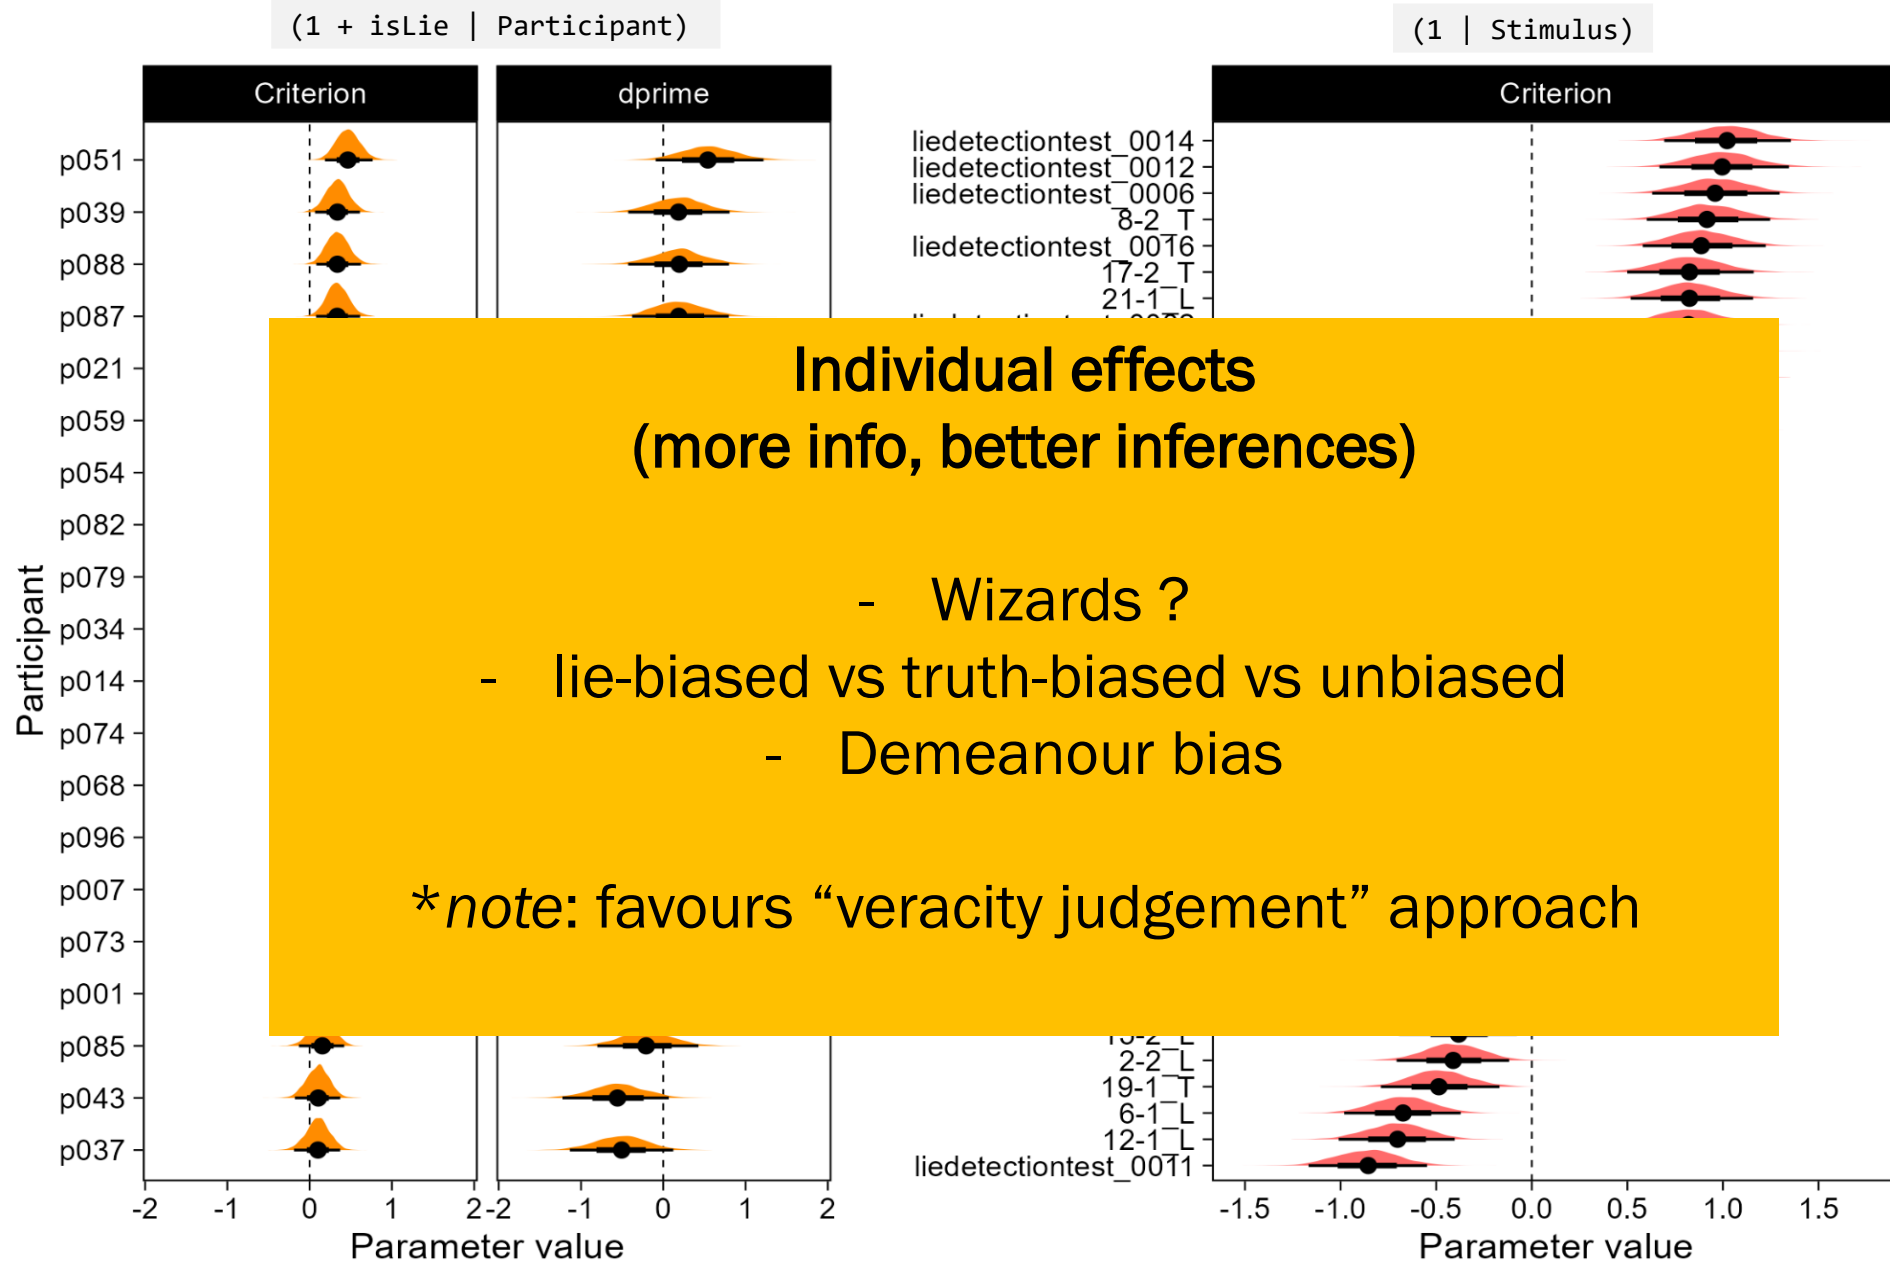 (1 + isLie | Participant)
(1 | Stimulus)
Criterion
dprime
Criterion
Participant
p051
p039
p088
p087
p021
p059
p054
p082
p079
p034
p014
p074
p068
p096
p007
p073
p001
p085
p043
p037
-2 -1 0 1 2
-2 -1 0 1 2
Parameter value
liedetectiontest_0014
liedetectiontest_0012
liedetectiontest_0006
8-2_T
liedetectiontest_0016
17-2_T
21-1_L
2-2_L
19-1_T
6-1_L
12-1_L
liedetectiontest_0011
-1.5 -1.0 -0.5 0.0 0.5 1.0 1.5
Parameter value
Individual effects
(more info, better inferences)
- Wizards ?
- lie-biased vs truth-biased vs unbiased
- Demeanour bias
*note: favours “veracity judgement” approach